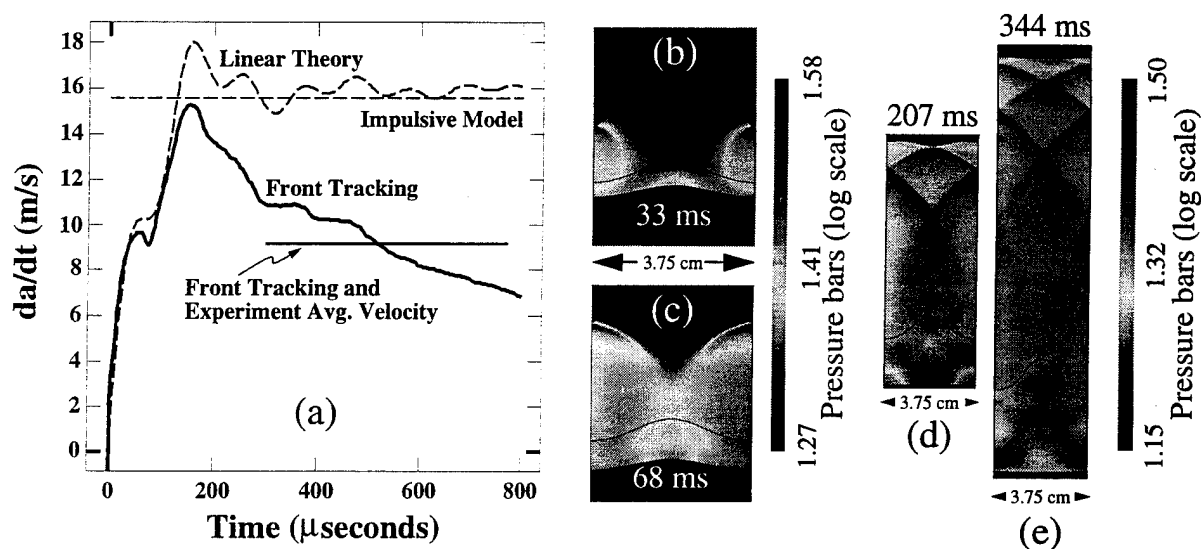 18
16
14
12
10
8
6
4
2
0
da/dt (m/s)
Linear Theory
Impulsive Model
Front Tracking
Front Tracking and
Experiment Avg. Velocity
(a)
0
200
400
600
800
Time (μseconds)
(b)
33 ms
3.75 cm
(c)
68 ms
1.58
1.41
1.27
Pressure bars (log scale)
207 ms
3.75 cm
(d)
344 ms
3.75 cm
(e)
1.50
1.32
1.15
Pressure bars (log scale)